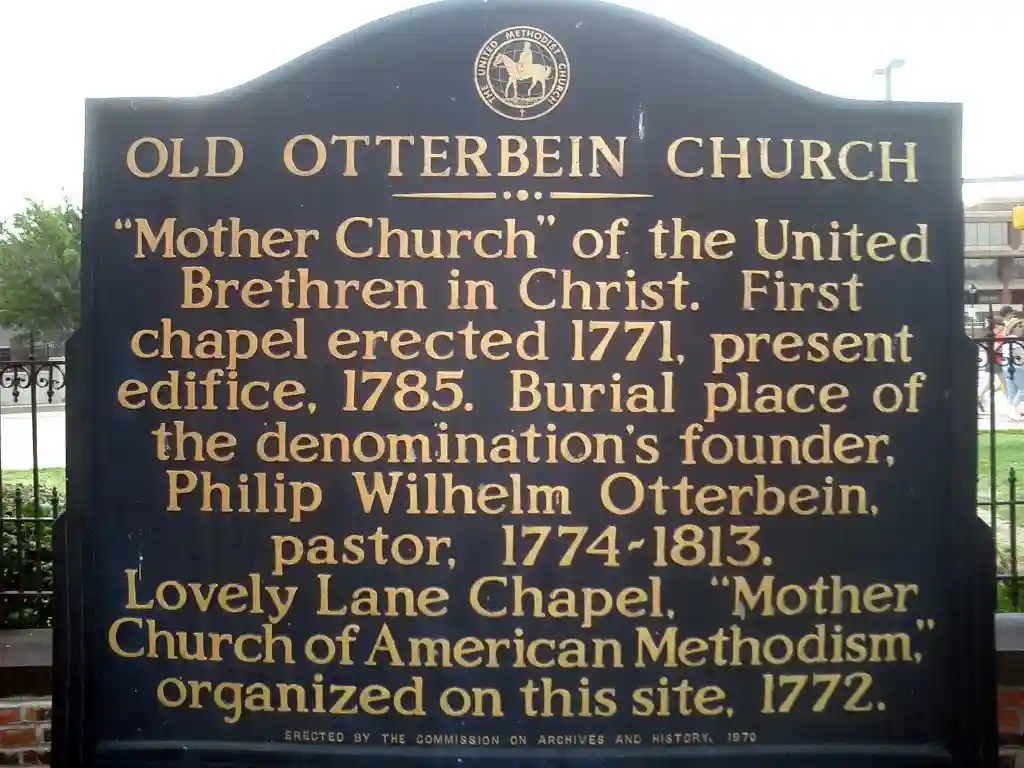 THE UNITED METHODIST CHURCH
OLD OTTERBEIN CHURCH
“Mother Church” of the United
Brethren in Christ. First
chapel erected 1771, present
edifice, 1785. Burial place of
the denomination's founder,
Philip Wilhelm Otterbein,
pastor, 1774-1813.
Lovely Lane Chapel, “Mother
Church of American Methodism,”
organized on this site, 1772.
ERECTED BY THE COMMISSION ON ARCHIVES AND HISTORY, 1970